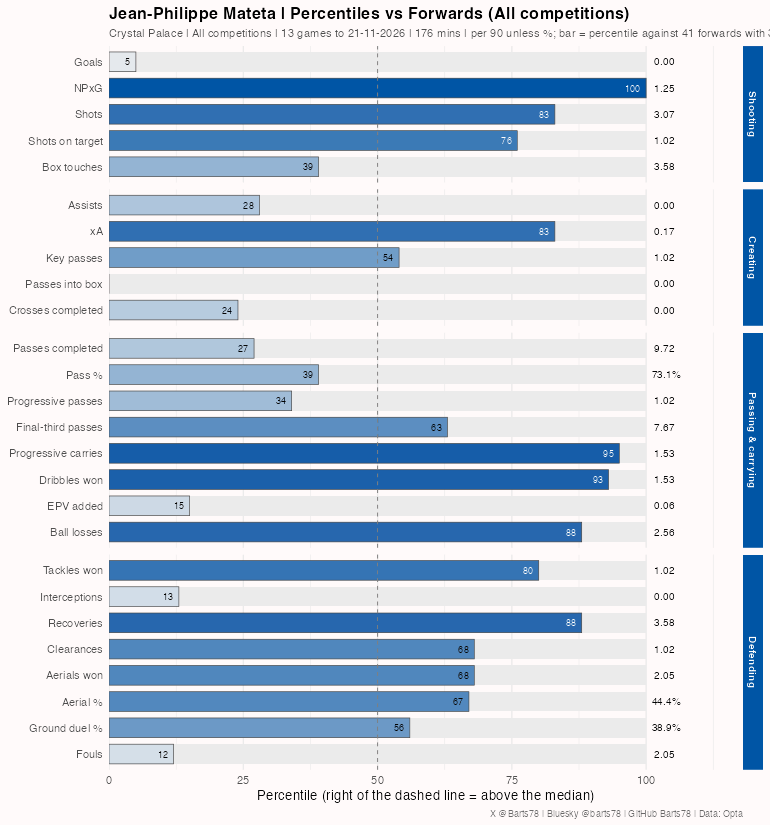 Jean-Philippe Mateta I Percentiles vs Forwards (All competitions)
Crystal Palace I All competitions I 13 games to 21-11-2026 I 176 mins I per 90 unless %; bar = percentile against 41 forwards with
Goals 5 0.00
NPxG 100 1.25
Shots 83 3.07
Shots on target 76 1.02
Box touches 39 3.58
Shooting
Assists 28 0.00
xA 83 0.17
Key passes 54 1.02
Passes into box 0.00
Crosses completed 24 0.00
Creating
Passes completed 27 9.72
Pass % 39 73.1%
Progressive passes 34 1.02
Final-third passes 63 7.67
Progressive carries 95 1.53
Dribbles won 93 1.53
EPV added 15 0.06
Ball losses 88 2.56
Passing & carrying
Tackles won 80 1.02
Interceptions 13 0.00
Recoveries 88 3.58
Clearances 68 1.02
Aerials won 68 2.05
Aerial % 67 44.4%
Ground duel % 56 38.9%
Fouls 12 2.05
Defending
0 25 50 75 100
Percentile (right of the dashed line = above the median)
X @Barts78 I Bluesky @barts78 I GitHub Barts78 I Data: Opta